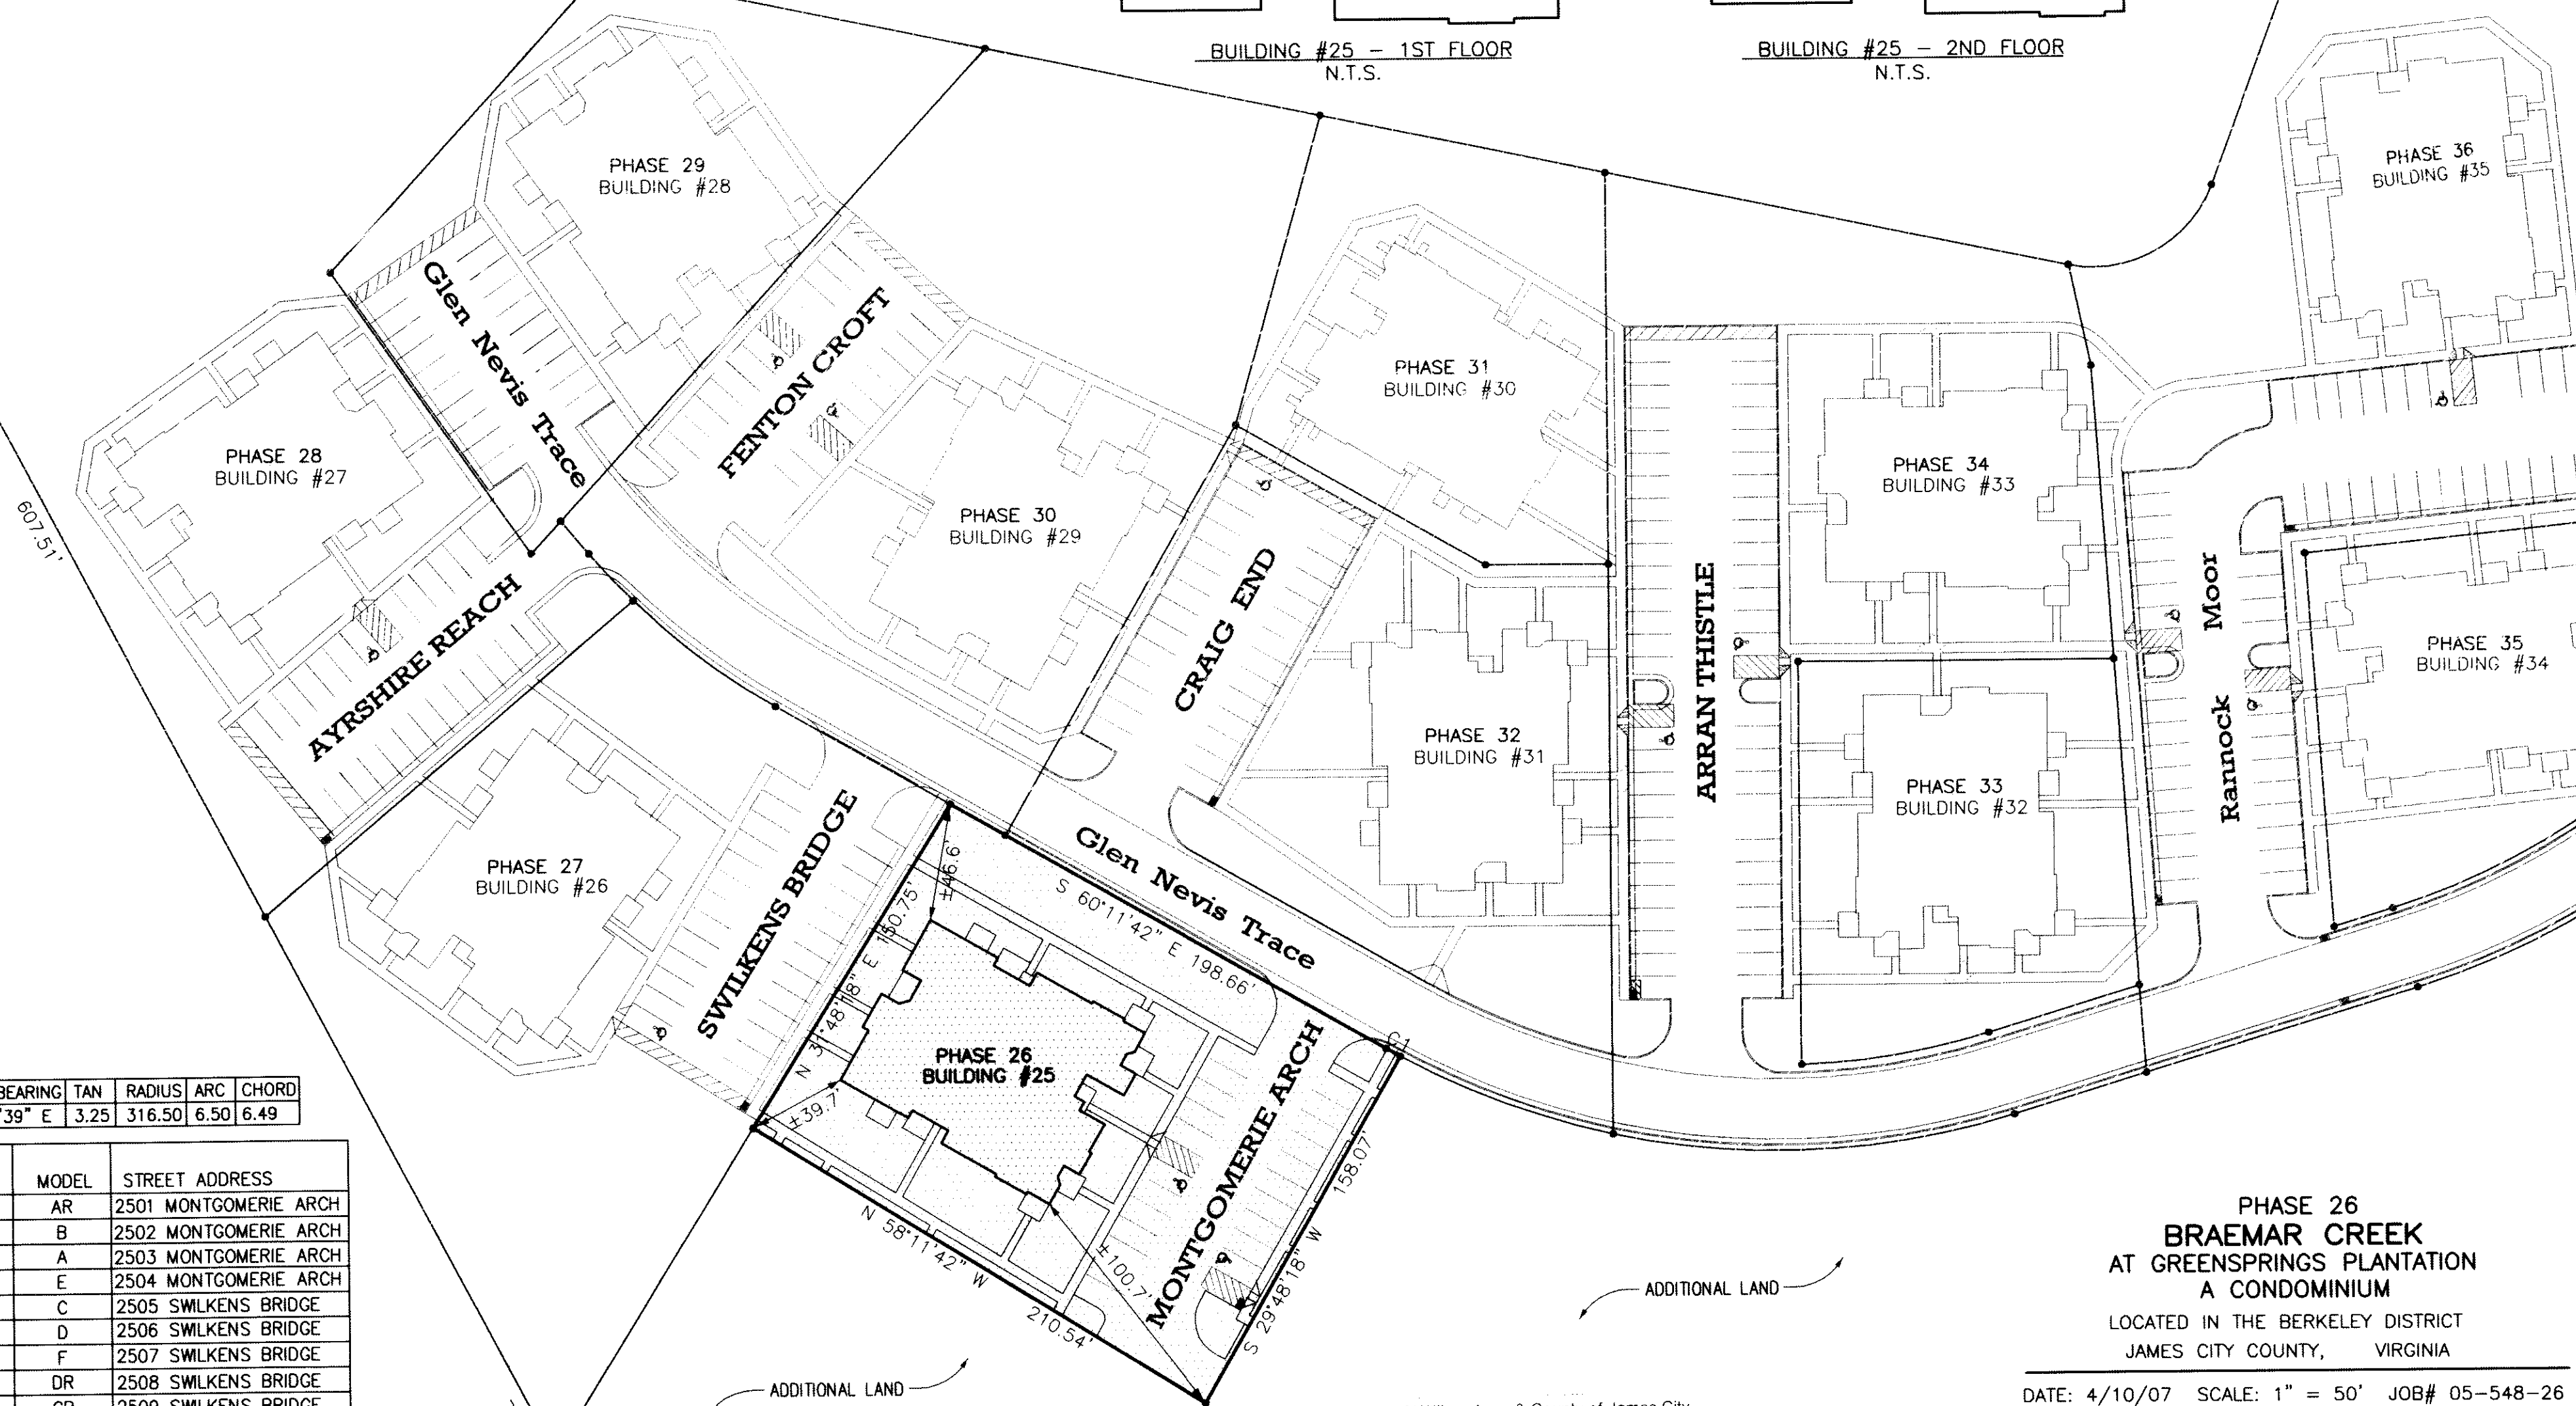 BUILDING #25 - 1ST FLOOR
N.T.S.
BUILDING #25 - 2ND FLOOR
N.T.S.
PHASE 29
BUILDING #28
PHASE 36
BUILDING #35
Glen Nevis Trace
FENTON CROFT
PHASE 31
BUILDING #30
PHASE 28
BUILDING #27
PHASE 34
BUILDING #33
607.51'
PHASE 30
BUILDING #29
AYRSHIRE REACH
CRAIG END
ARRAN THISTLE
Rannock Moor
PHASE 35
BUILDING #34
PHASE 32
BUILDING #31
PHASE 33
BUILDING #32
PHASE 27
BUILDING #26
SWILKENS BRIDGE
Glen Nevis Trace
S 60°11'42" E 198.66'
±46.6'
N 31°48'18" E 150.75'
PHASE 26
BUILDING #25
±39.7'
MONTGOMERIE ARCH
C1
158.07'
S 29°48'18" W
±100.7'
N 58°11'42" W
210.54'
BEARING TAN RADIUS ARC CHORD
'39" E 3.25 316.50 6.50 6.49
MODEL STREET ADDRESS
AR 2501 MONTGOMERIE ARCH
B 2502 MONTGOMERIE ARCH
A 2503 MONTGOMERIE ARCH
E 2504 MONTGOMERIE ARCH
C 2505 SWILKENS BRIDGE
D 2506 SWILKENS BRIDGE
F 2507 SWILKENS BRIDGE
DR 2508 SWILKENS BRIDGE
CR 2509 SWILKENS BRIDGE
ADDITIONAL LAND
ADDITIONAL LAND
PHASE 26
BRAEMAR CREEK
AT GREENSPRINGS PLANTATION
A CONDOMINIUM
LOCATED IN THE BERKELEY DISTRICT
JAMES CITY COUNTY, VIRGINIA
DATE: 4/10/07 SCALE: 1" = 50' JOB# 05-548-26